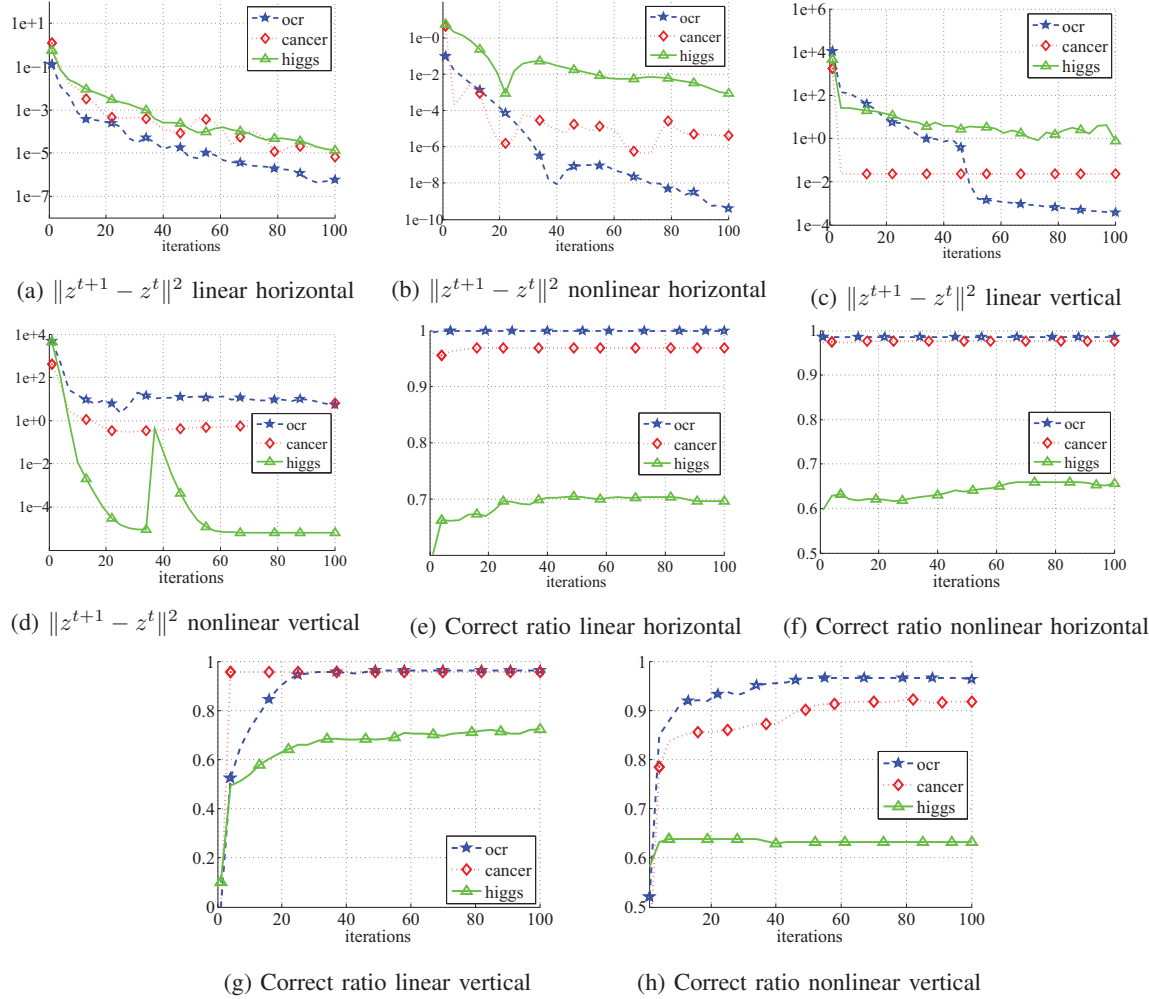 1e+1
1e-1
1e-3
1e-5
1e-7
0 20 40 60 80 100
iterations
ocr
cancer
higgs
(a) ‖z^{t+1} − z^t‖² linear horizontal
1e-0
1e-2
1e-4
1e-6
1e-8
1e-10
0 20 40 60 80 100
iterations
ocr
cancer
higgs
(b) ‖z^{t+1} − z^t‖² nonlinear horizontal
1e+6
1e+4
1e+2
1e+0
1e−2
1e−4
0 20 40 60 80 100
iterations
ocr
cancer
higgs
(c) ‖z^{t+1} − z^t‖² linear vertical
1e+4
1e+2
1e+0
1e−2
1e−4
0 20 40 60 80 100
iterations
ocr
cancer
higgs
(d) ‖z^{t+1} − z^t‖² nonlinear vertical
1
0.9
0.8
0.7
0 20 40 60 80 100
iterations
ocr
cancer
higgs
(e) Correct ratio linear horizontal
1
0.9
0.8
0.7
0.6
0.5
0 20 40 60 80 100
iterations
ocr
cancer
higgs
(f) Correct ratio nonlinear horizontal
1
0.8
0.6
0.4
0.2
0
0 20 40 60 80 100
iterations
ocr
cancer
higgs
(g) Correct ratio linear vertical
1
0.9
0.8
0.7
0.6
0.5
20 40 60 80 100
iterations
ocr
cancer
higgs
(h) Correct ratio nonlinear vertical